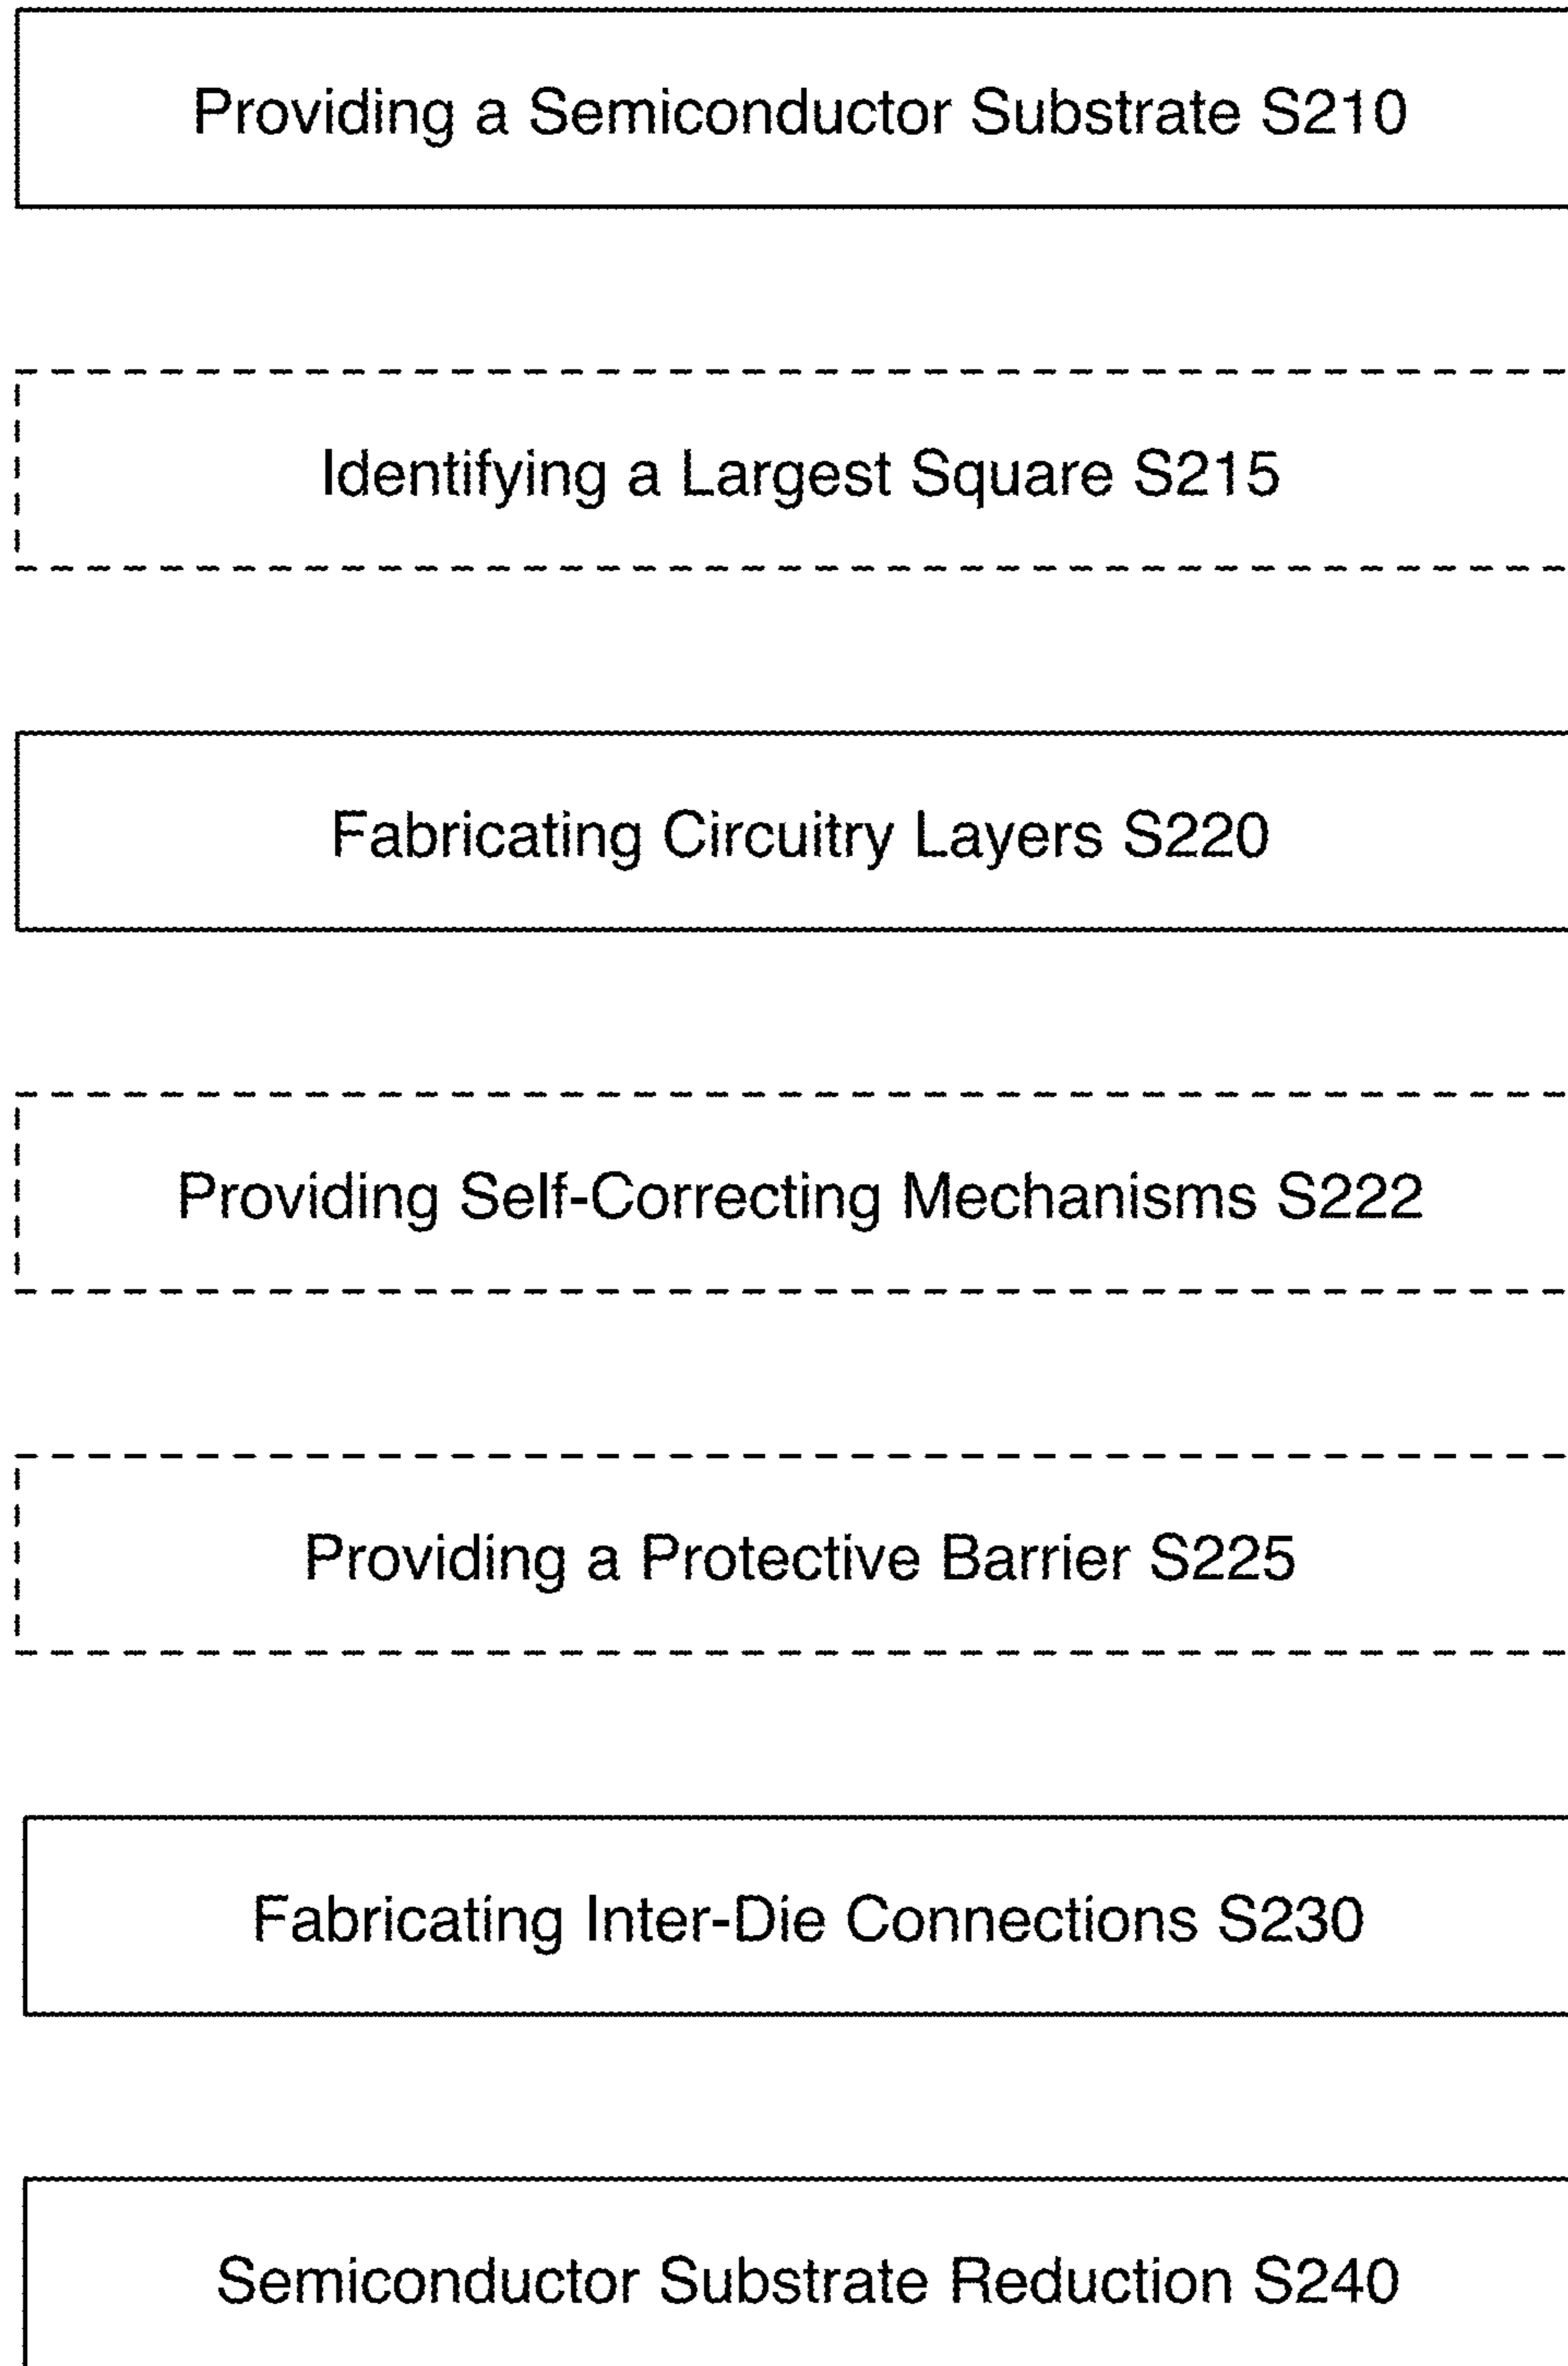 Providing a Semiconductor Substrate S210
Identifying a Largest Square S215
Fabricating Circuitry Layers S220
Providing Self-Correcting Mechanisms S222
Providing a Protective Barrier S225
Fabricating Inter-Die Connections S230
Semiconductor Substrate Reduction S240